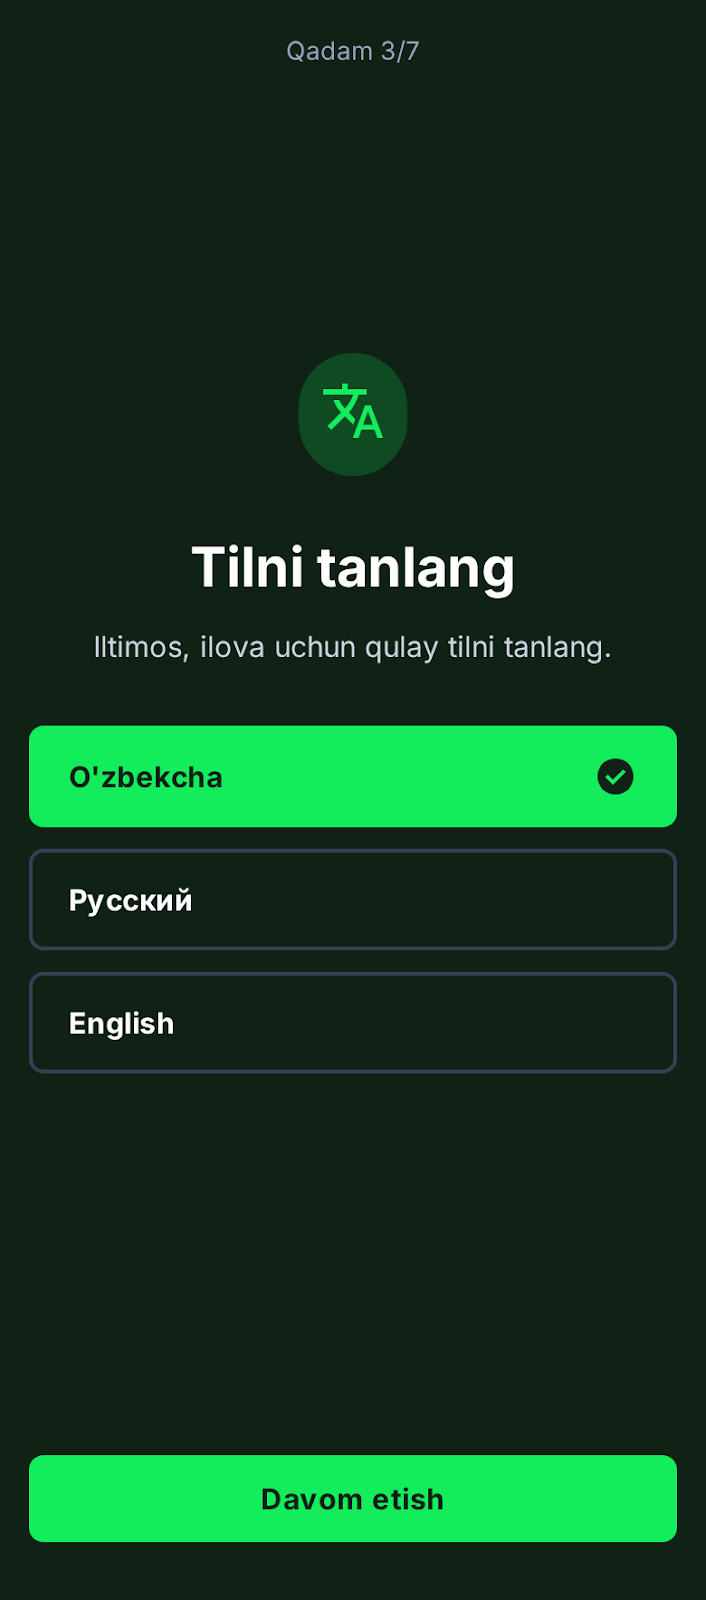 Qadam 3/7
Tilni tanlang
Iltimos, ilova uchun qulay tilni tanlang.
O'zbekcha
Русский
English
Davom etish